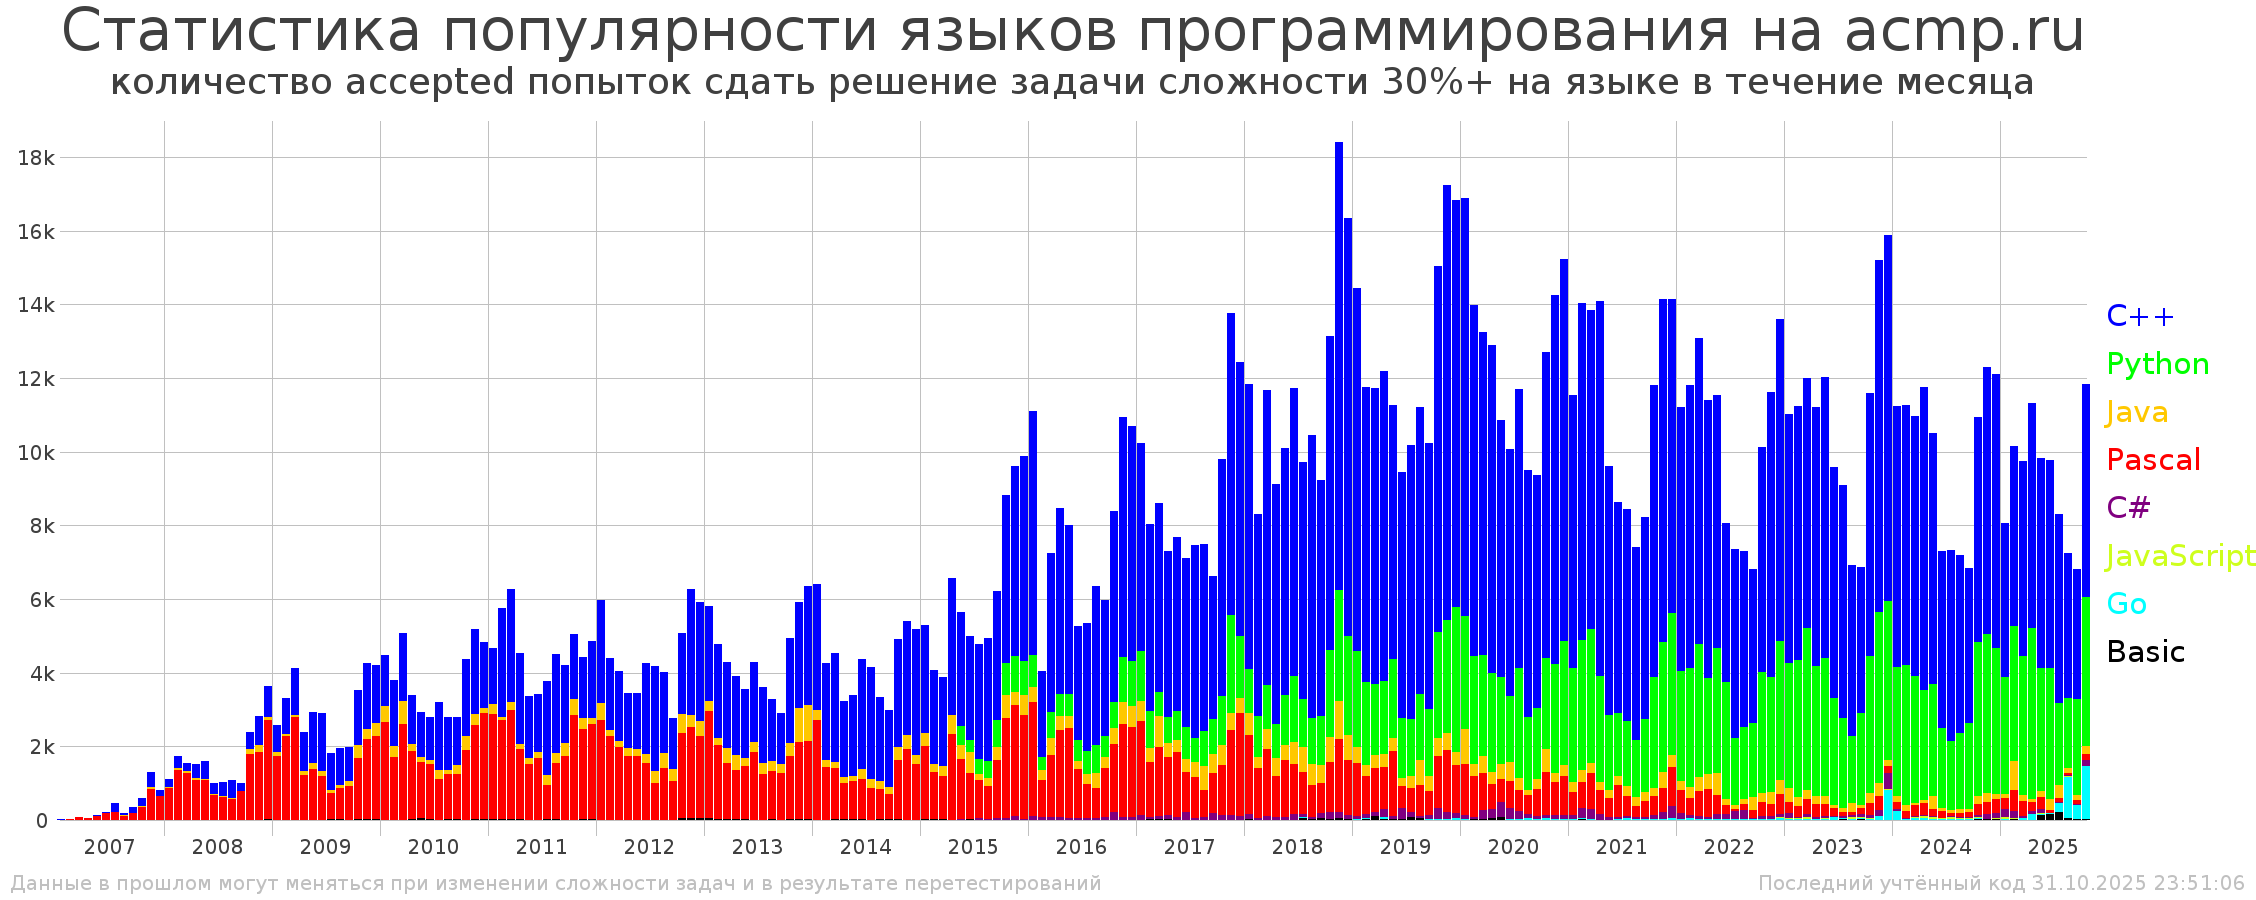 Статистика популярности языков программирования на acmp.ru
количество accepted попыток сдать решение задачи сложности 30%+ на языке в течение месяца
18k
16k
14k
12k
10k
8k
6k
4k
2k
0
C++
Python
Java
Pascal
C#
JavaScript
Go
Basic
2007 2008 2009 2010 2011 2012 2013 2014 2015 2016 2017 2018 2019 2020 2021 2022 2023 2024 2025
Данные в прошлом могут меняться при изменении сложности задач и в результате перетестирований
Последний учтённый код 31.10.2025 23:51:06